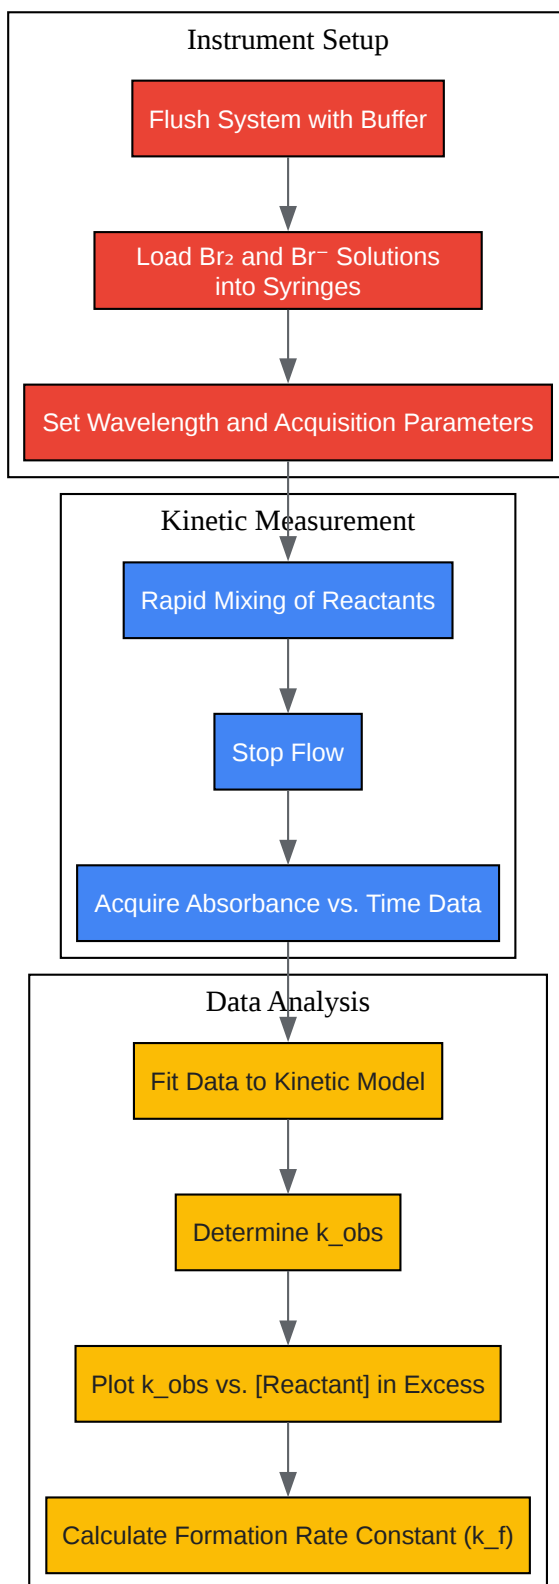 Instrument Setup
Flush System with Buffer
Load Br₂ and Br⁻ Solutions
into Syringes
Set Wavelength and Acquisition Parameters
Kinetic Measurement
Rapid Mixing of Reactants
Stop Flow
Acquire Absorbance vs. Time Data
Data Analysis
Fit Data to Kinetic Model
Determine k_obs
Plot k_obs vs. [Reactant] in Excess
Calculate Formation Rate Constant (k_f)